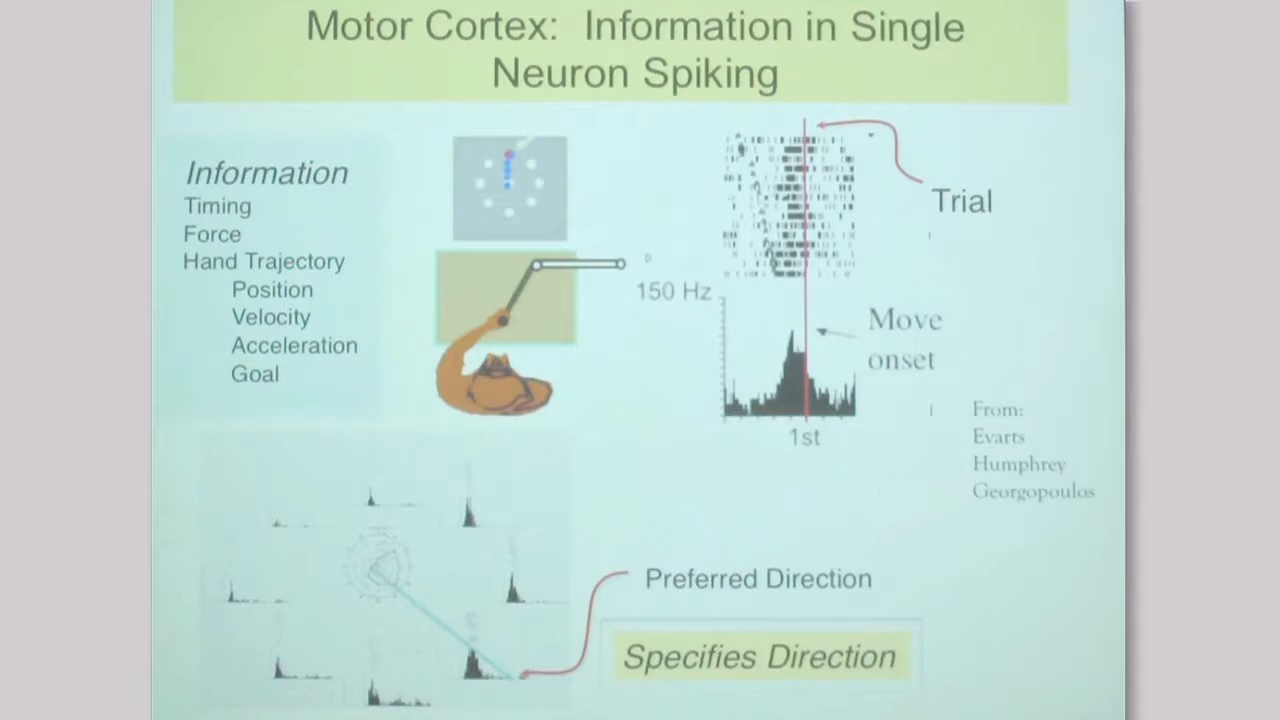 Motor Cortex: Information in Single
Neuron Spiking
Information
Timing
Force
Hand Trajectory
Position
Velocity
Acceleration
Goal
Trial
150 Hz
Move
onset
1st
From:
Evarts
Humphrey
Georgopoulos
Preferred Direction
Specifies Direction